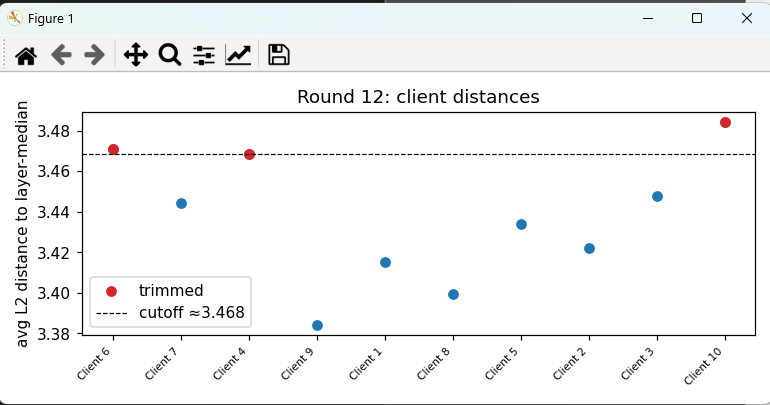 Figure 1
Round 12: client distances
avg L2 distance to layer-median
3.48
3.46
3.44
3.42
3.40
3.38
trimmed
cutoff ≈3.468
Client 6
Client 7
Client 4
Client 9
Client 1
Client 8
Client 5
Client 2
Client 3
Client 10